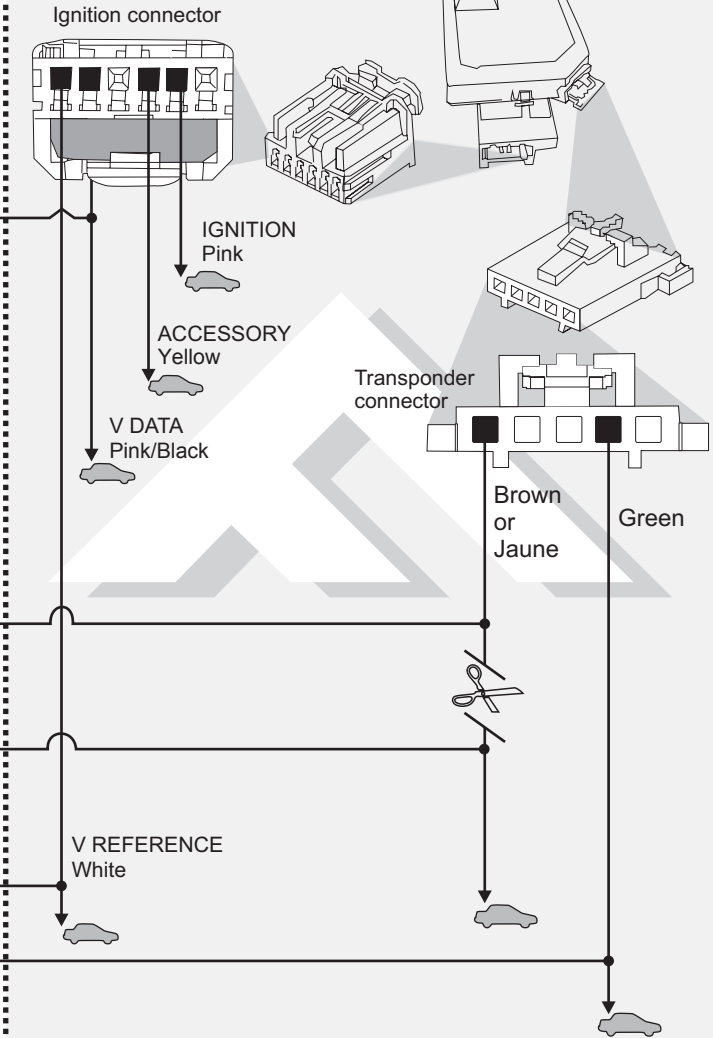 Ignition connector
IGNITION
Pink
ACCESSORY
Yellow
Transponder
connector
V DATA
Pink/Black
Brown
or
Jaune
Green
V REFERENCE
White